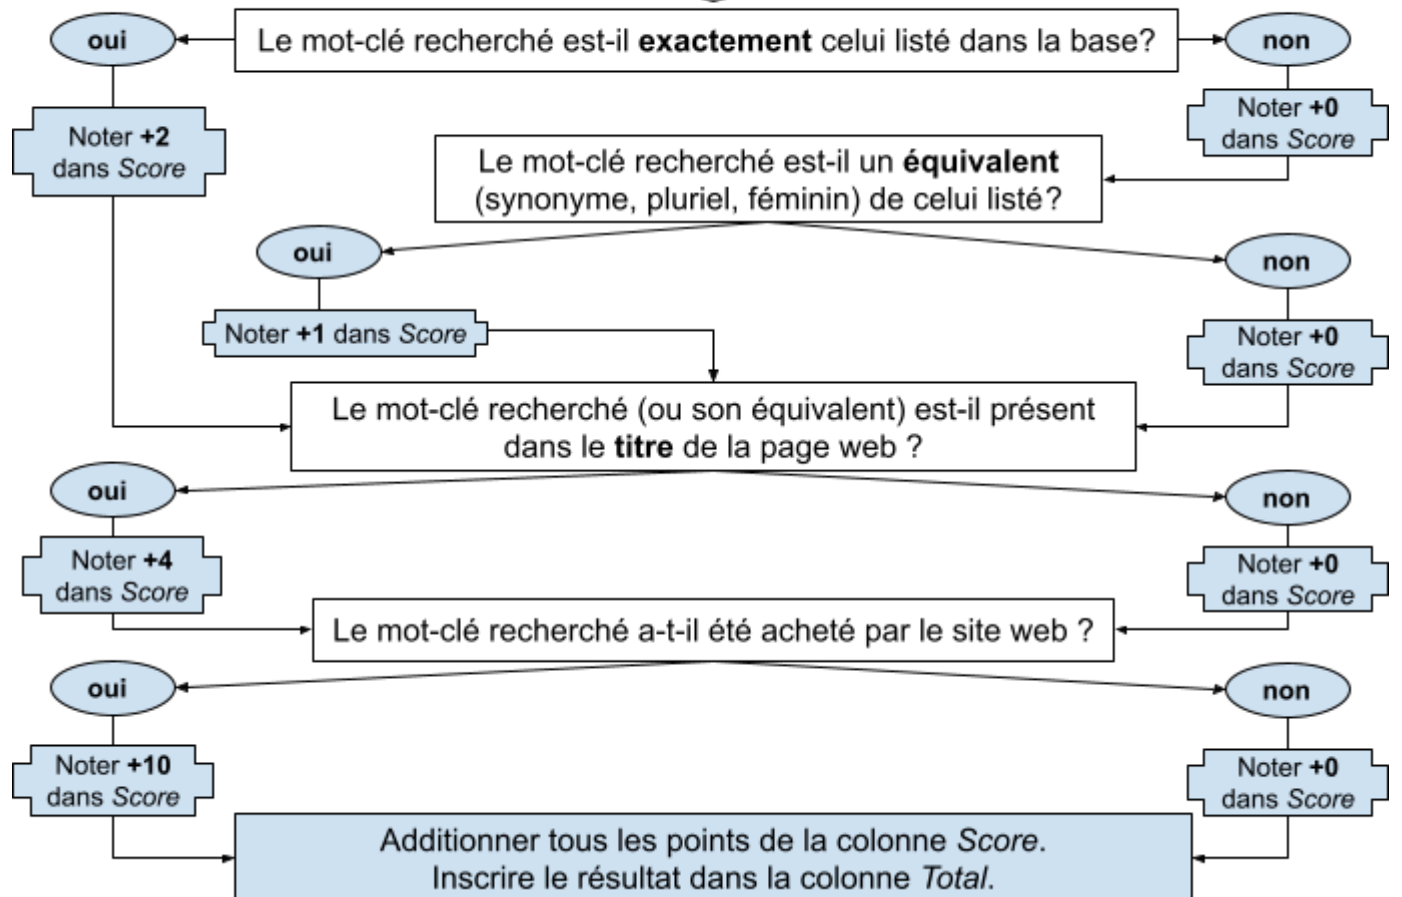 oui
Le mot-clé recherché est-il exactement celui listé dans la base?
non
Noter +2
dans Score
Noter +0
dans Score
Le mot-clé recherché est-il un équivalent
(synonyme, pluriel, féminin) de celui listé?
oui
non
Noter +1 dans Score
Noter +0
dans Score
Le mot-clé recherché (ou son équivalent) est-il présent
dans le titre de la page web ?
oui
non
Noter +4
dans Score
Noter +0
dans Score
Le mot-clé recherché a-t-il été acheté par le site web ?
oui
non
Noter +10
dans Score
Noter +0
dans Score
Additionner tous les points de la colonne Score.
Inscrire le résultat dans la colonne Total.